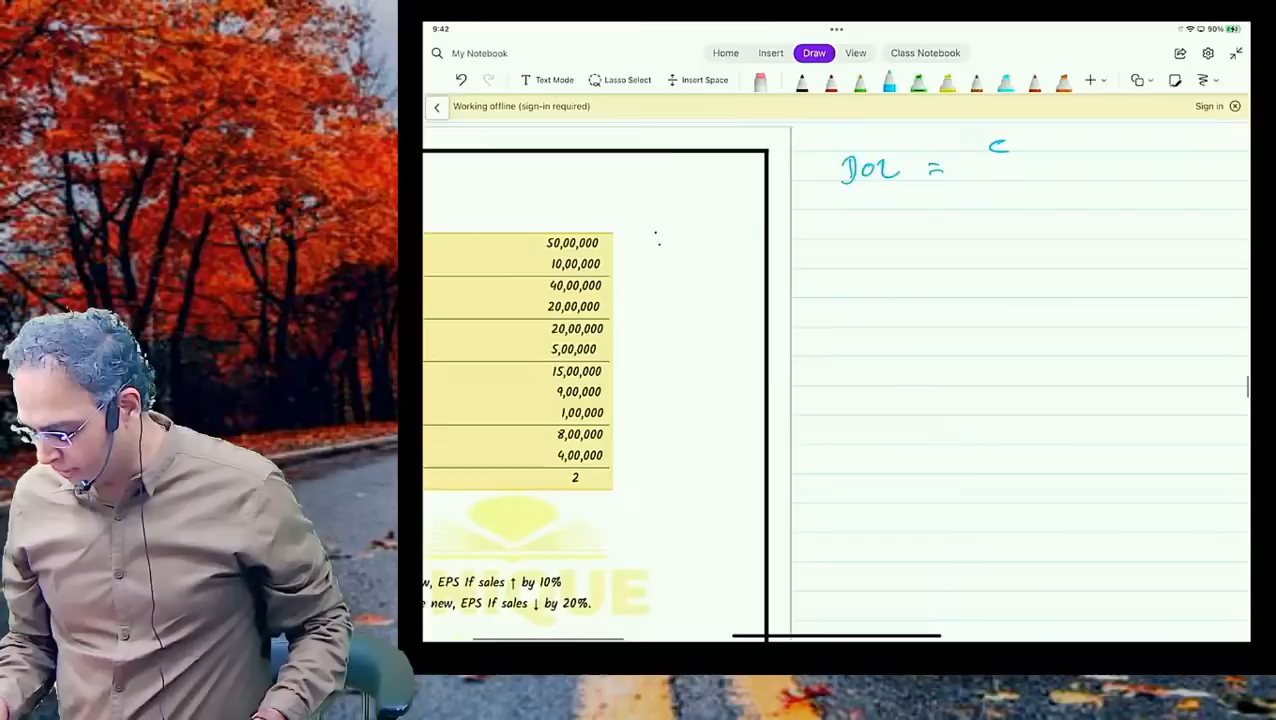 9:42
My Notebook
Home Insert Draw View Class Notebook
Text Mode Lasso Select Insert Space
Working offline (sign-in required) Sign in
DOL = C
50,00,000
10,00,000
40,00,000
20,00,000
20,00,000
5,00,000
15,00,000
9,00,000
1,00,000
8,00,000
4,00,000
2
w, EPS If sales ↑ by 10%
e new, EPS If sales ↓ by 20%.
90%